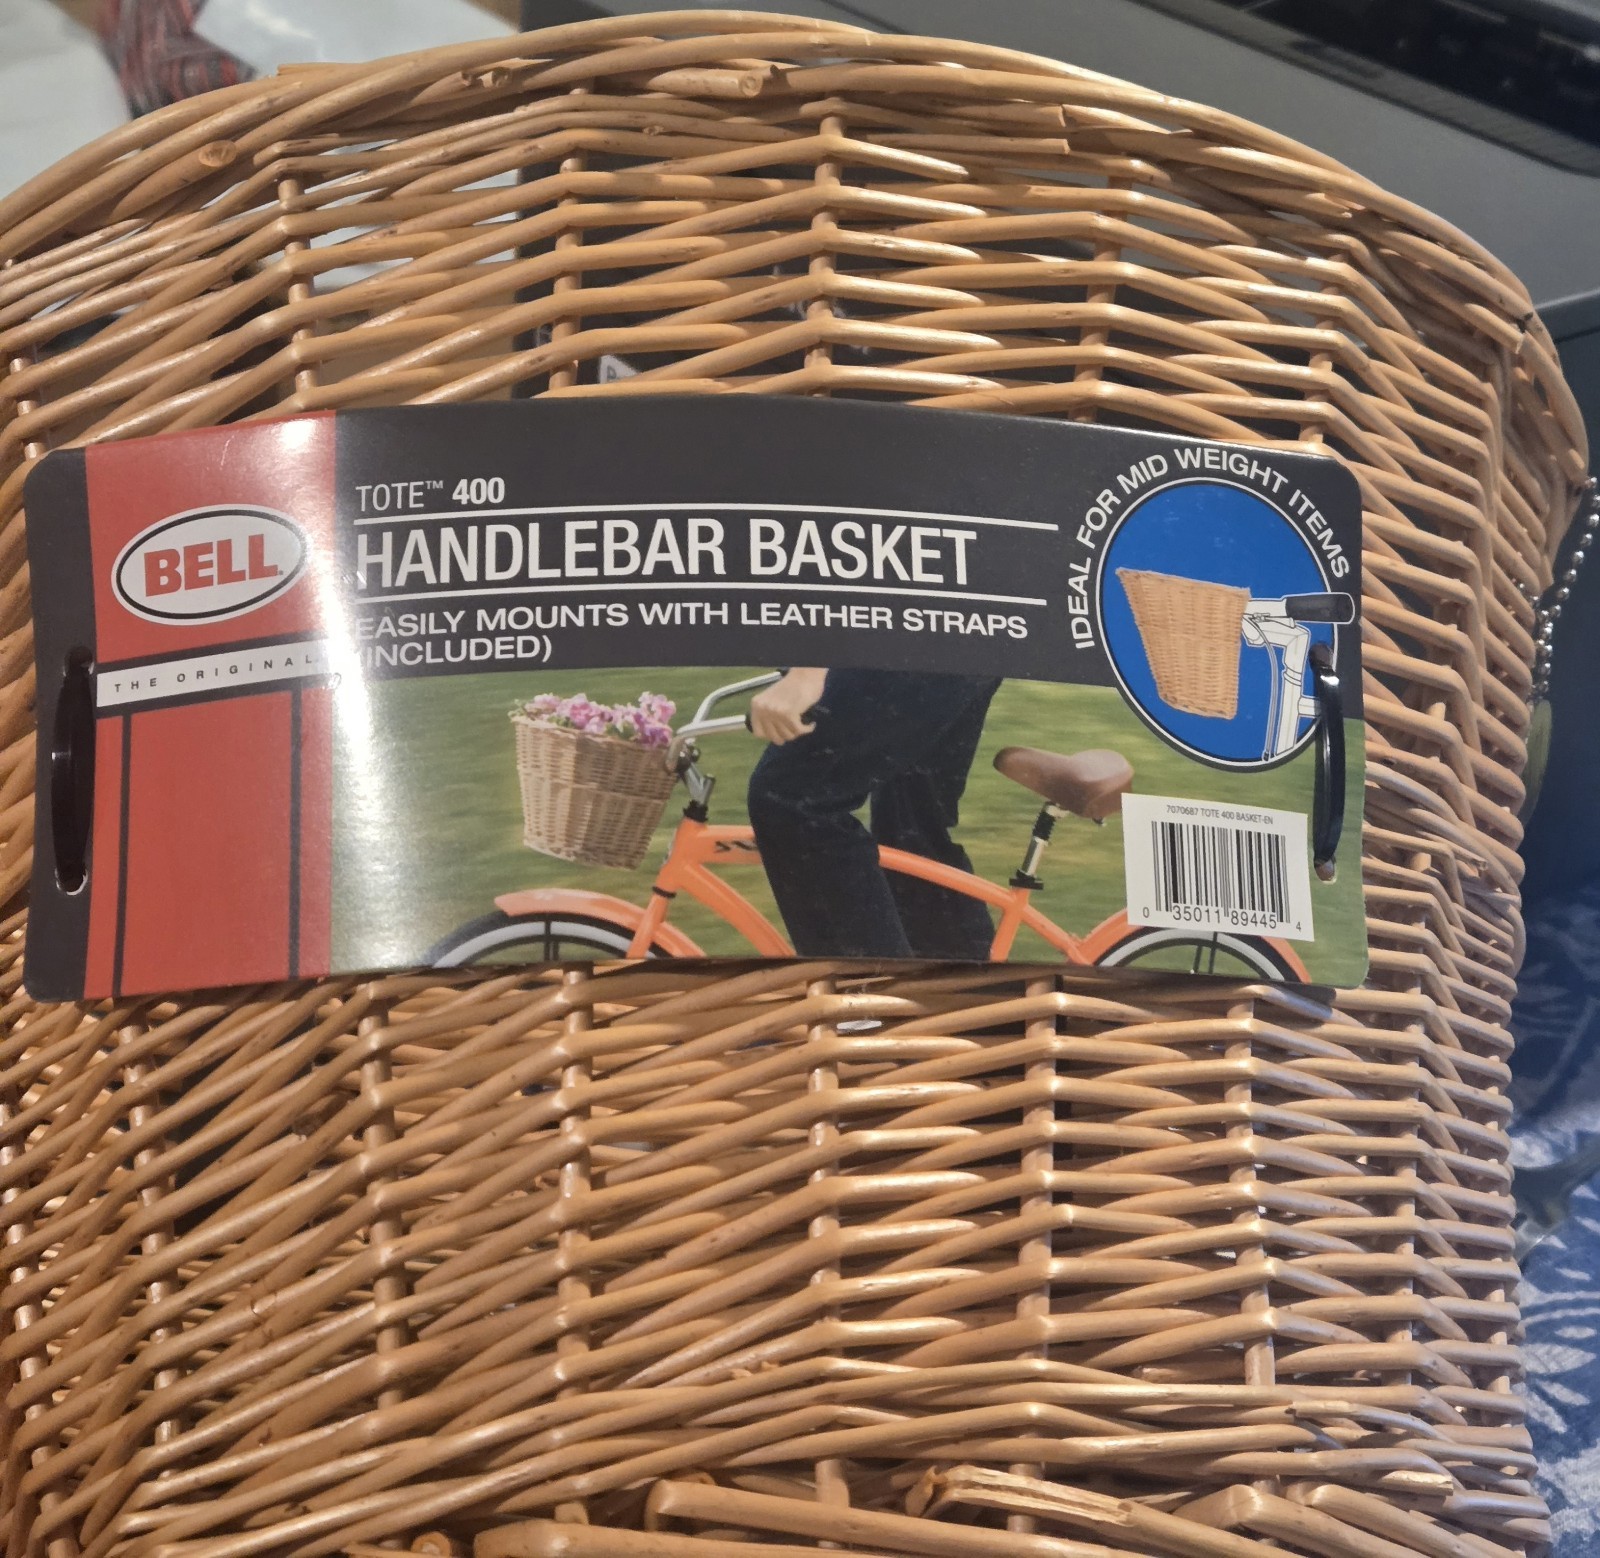 TOTE™ 400
HANDLEBAR BASKET
EASILY MOUNTS WITH LEATHER STRAPS
(INCLUDED)
BELL
THE ORIGINAL
IDEAL FOR MID WEIGHT ITEMS
7070687 TOTE 400 BASKET-EN
0 35011 89445 4